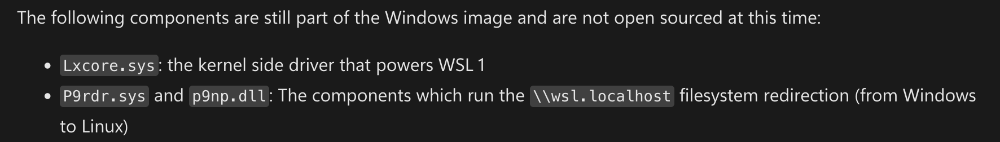 The following components are still part of the Windows image and are not open sourced at this time:
• Lxcore.sys: the kernel side driver that powers WSL 1
• P9rdr.sys and p9np.dll: The components which run the \\wsl.localhost filesystem redirection (from Windows
to Linux)